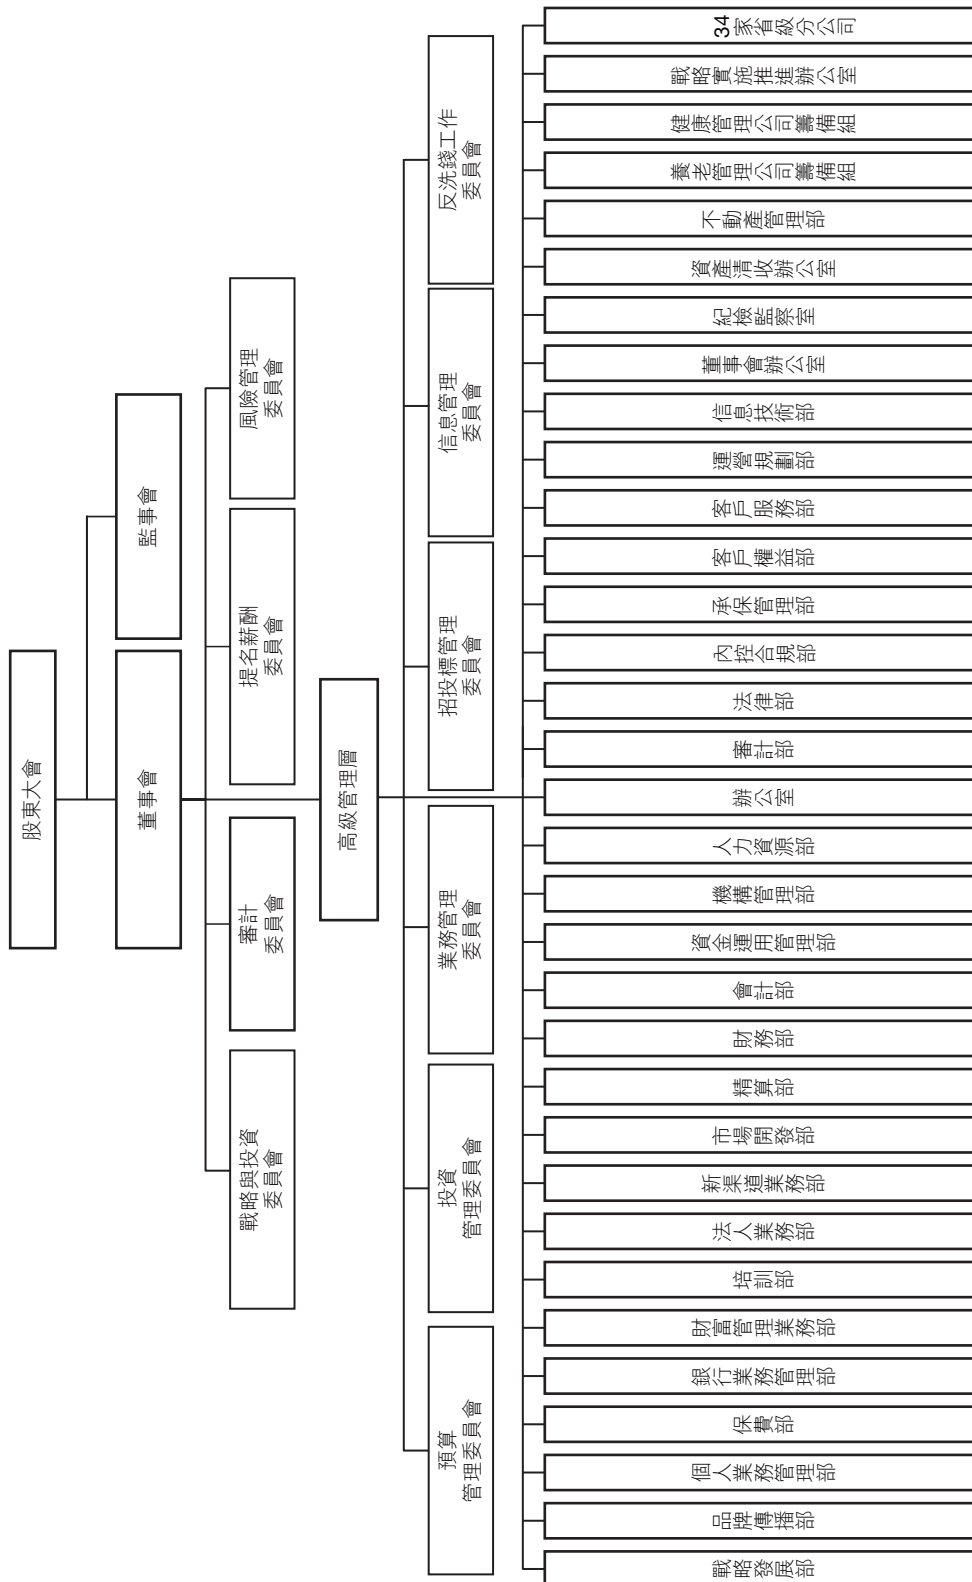 股東大會
董事會
監事會
戰略與投資
委員會
審計
委員會
提名薪酬
委員會
風險管理
委員會
高級管理層
預算
管理委員會
投資
管理委員會
業務管理
委員會
招投標管理
委員會
信息管理
委員會
反洗錢工作
委員會
戰略發展部
品牌傳播部
個人業務管理部
保費部
銀行業務管理部
財富管理業務部
培訓部
法人業務部
新渠道業務部
市場開發部
精算部
財務部
會計部
資金運用管理部
機構管理部
人力資源部
辦公室
審計部
法律部
內控合規部
承保管理部
客戶權益部
客戶服務部
運營規劃部
信息技術部
董事會辦公室
紀檢監察室
資產清收辦公室
不動產管理部
養老管理公司籌備組
健康管理公司籌備組
戰略實施推進辦公室
34家省級分公司